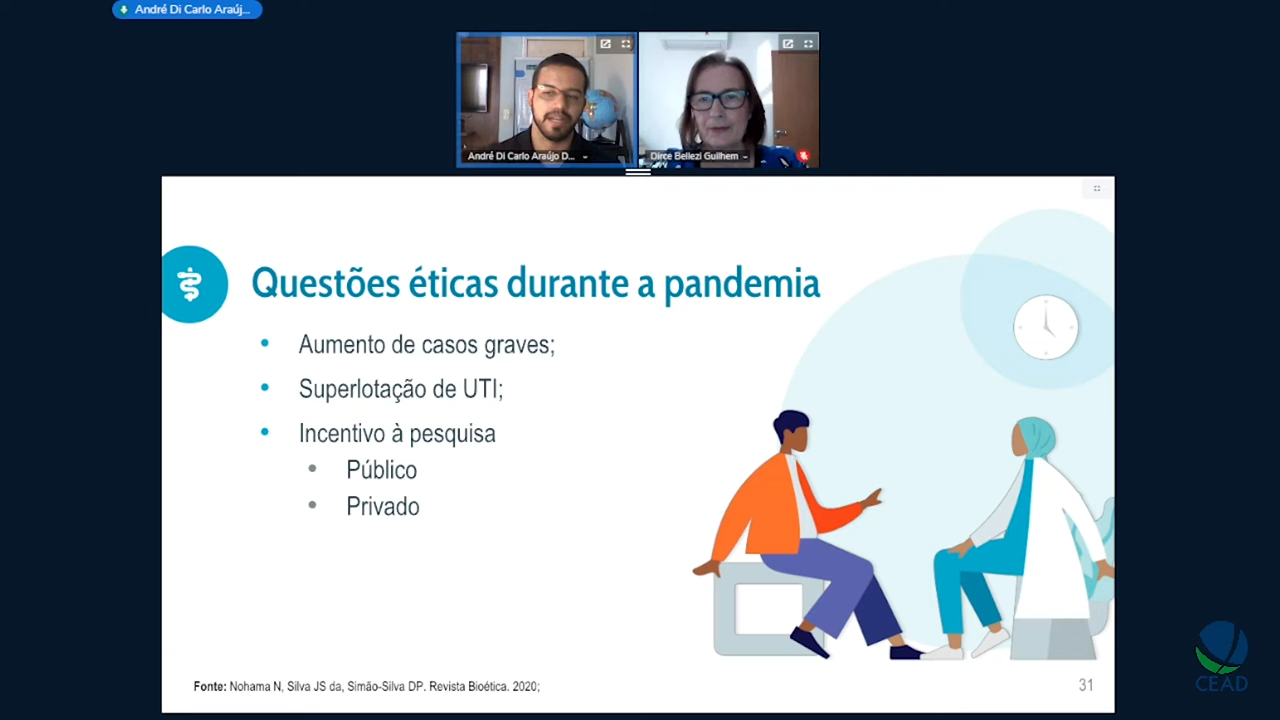 André Di Carlo Araúj...
André Di Carlo Araújo D...
Dirce Bellezi Guilhem
Questões éticas durante a pandemia
• Aumento de casos graves;
• Superlotação de UTI;
• Incentivo à pesquisa
• Público
• Privado
Fonte: Nohama N, Silva JS da, Simão-Silva DP. Revista Bioética. 2020;
31
CEAD